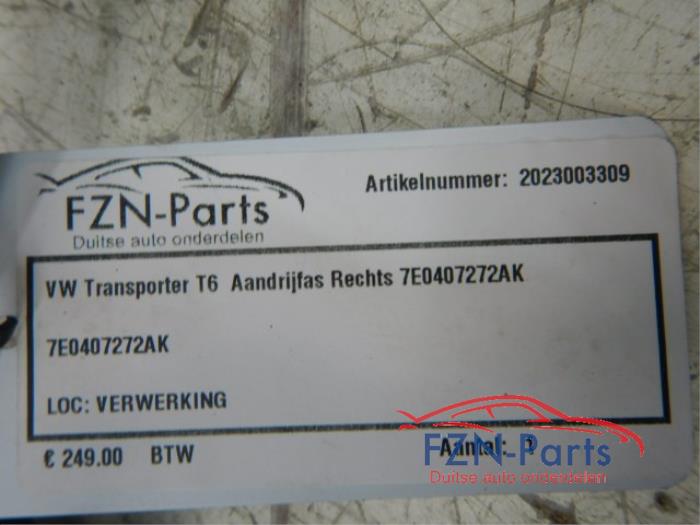 FZN-Parts
Duitse auto onderdelen
Artikelnummer: 2023003309
VW Transporter T6 Aandrijfas Rechts 7E0407272AK
7E0407272AK
LOC: VERWERKING
€ 249.00 BTW
Aantal:
FZN-Parts
Duitse auto onderdelen